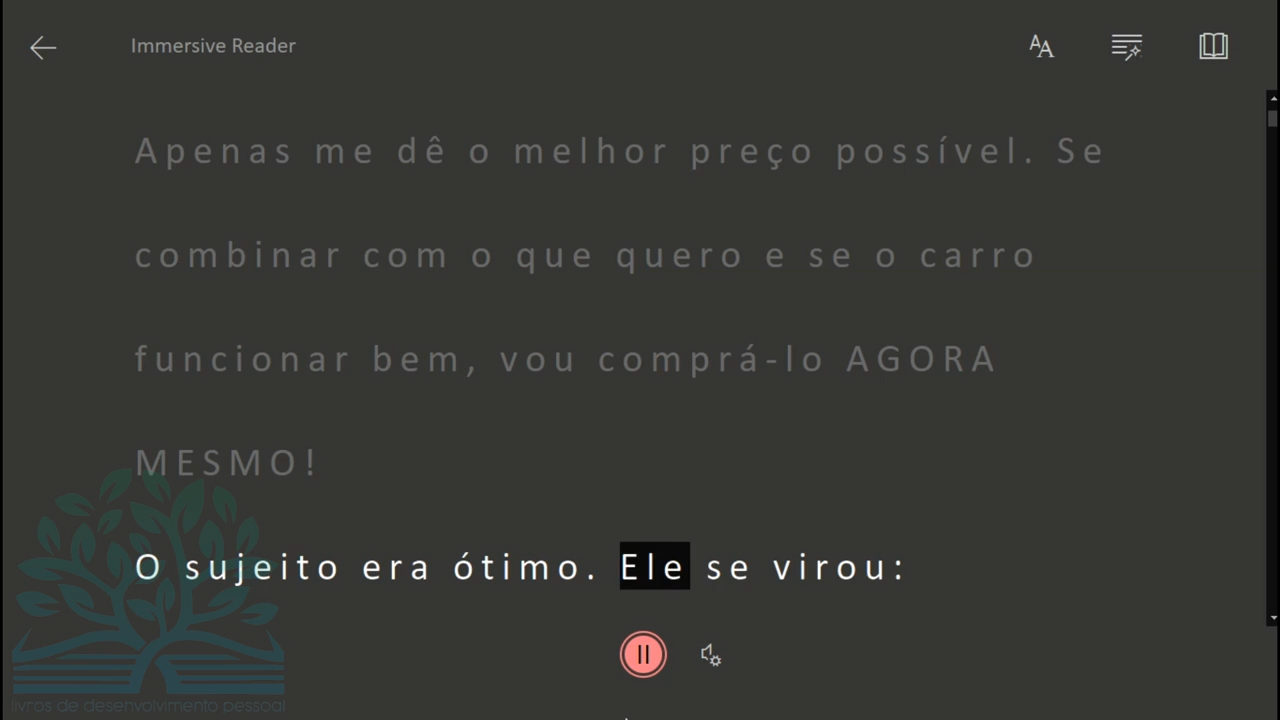 Immersive Reader
Apenas me dê o melhor preço possível. Se
combinar com o que quero e se o carro
funcionar bem, vou comprá-lo AGORA
MESMO!
O sujeito era ótimo. Ele se virou:
livros de desenvolvimento pessoal